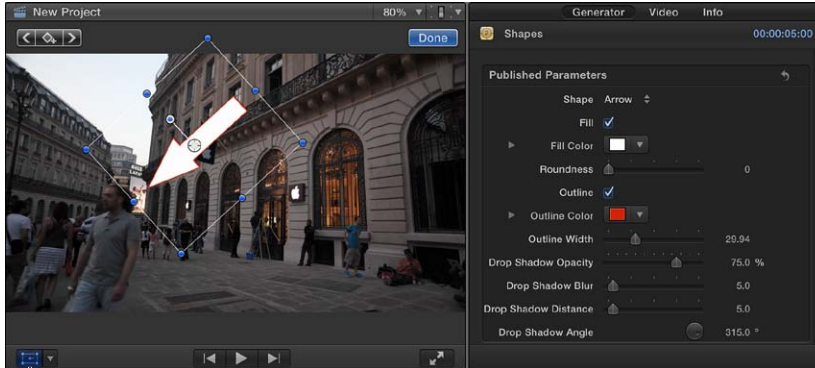 New Project
80%
Done
Generator Video Info
Shapes 00:00:05:00
Published Parameters
Shape Arrow
Fill
Fill Color
Roundness 0
Outline
Outline Color
Outline Width 29.94
Drop Shadow Opacity 75.0 %
Drop Shadow Blur 5.0
Drop Shadow Distance 5.0
Drop Shadow Angle 315.0 °